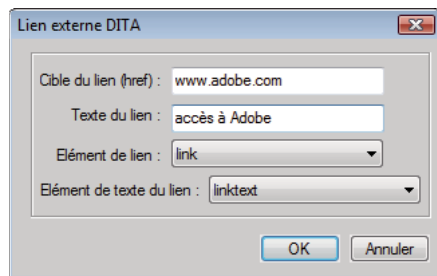 Lien externe DITA
Cible du lien (href) : www.adobe.com
Texte du lien : accès à Adobe
Elément de lien : link
Elément de texte du lien : linktext
OK Annuler